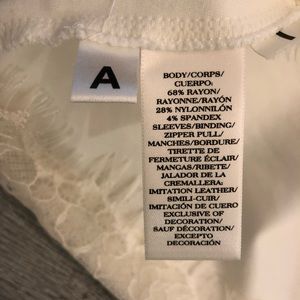 A
BODY/CORPS/
CUERPO:
68% RAYON/
RAYONNE/RAYÓN
28% NYLON/NILÓN
4% SPANDEX
SLEEVES/BINDING/
ZIPPER PULL/
MANCHES/BORDURE/
TIRETTE DE
FERMETURE ÉCLAIR/
MANGAS/RIBETE/
JALADOR DE LA
CREMALLERA:
IMITATION LEATHER/
SIMILI-CUIR/
IMITACIÓN DE CUERO
EXCLUSIVE OF
DECORATION/
SAUF DÉCORATION/
EXCEPTO
DECORACIÓN